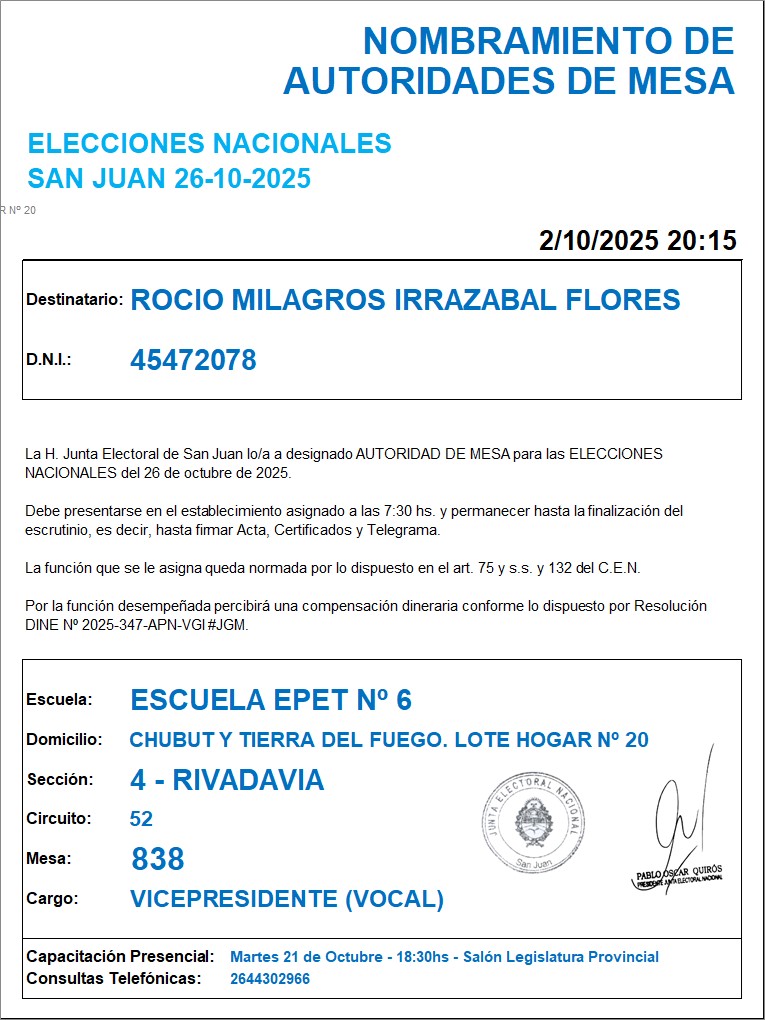 NOMBRAMIENTO DE
AUTORIDADES DE MESA
ELECCIONES NACIONALES
SAN JUAN 26-10-2025
R Nº 20
2/10/2025 20:15
Destinatario: ROCIO MILAGROS IRRAZABAL FLORES
D.N.I.: 45472078
La H. Junta Electoral de San Juan lo/a a designado AUTORIDAD DE MESA para las ELECCIONES
NACIONALES del 26 de octubre de 2025.
Debe presentarse en el establecimiento asignado a las 7:30 hs. y permanecer hasta la finalización del
escrutinio, es decir, hasta firmar Acta, Certificados y Telegrama.
La función que se le asigna queda normada por lo dispuesto en el art. 75 y s.s. y 132 del C.E.N.
Por la función desempeñada percibirá una compensación dineraria conforme lo dispuesto por Resolución
DINE Nº 2025-347-APN-VGI#JGM.
Escuela: ESCUELA EPET Nº 6
Domicilio: CHUBUT Y TIERRA DEL FUEGO. LOTE HOGAR Nº 20
Sección: 4 - RIVADAVIA
Circuito: 52
Mesa: 838
Cargo: VICEPRESIDENTE (VOCAL)
JUNTA ELECTORAL NACIONAL
San Juan
PABLO OSCAR QUIRÓS
PRESIDENTE JUNTA ELECTORAL NACIONAL
Capacitación Presencial: Martes 21 de Octubre - 18:30hs - Salón Legislatura Provincial
Consultas Telefónicas: 2644302966